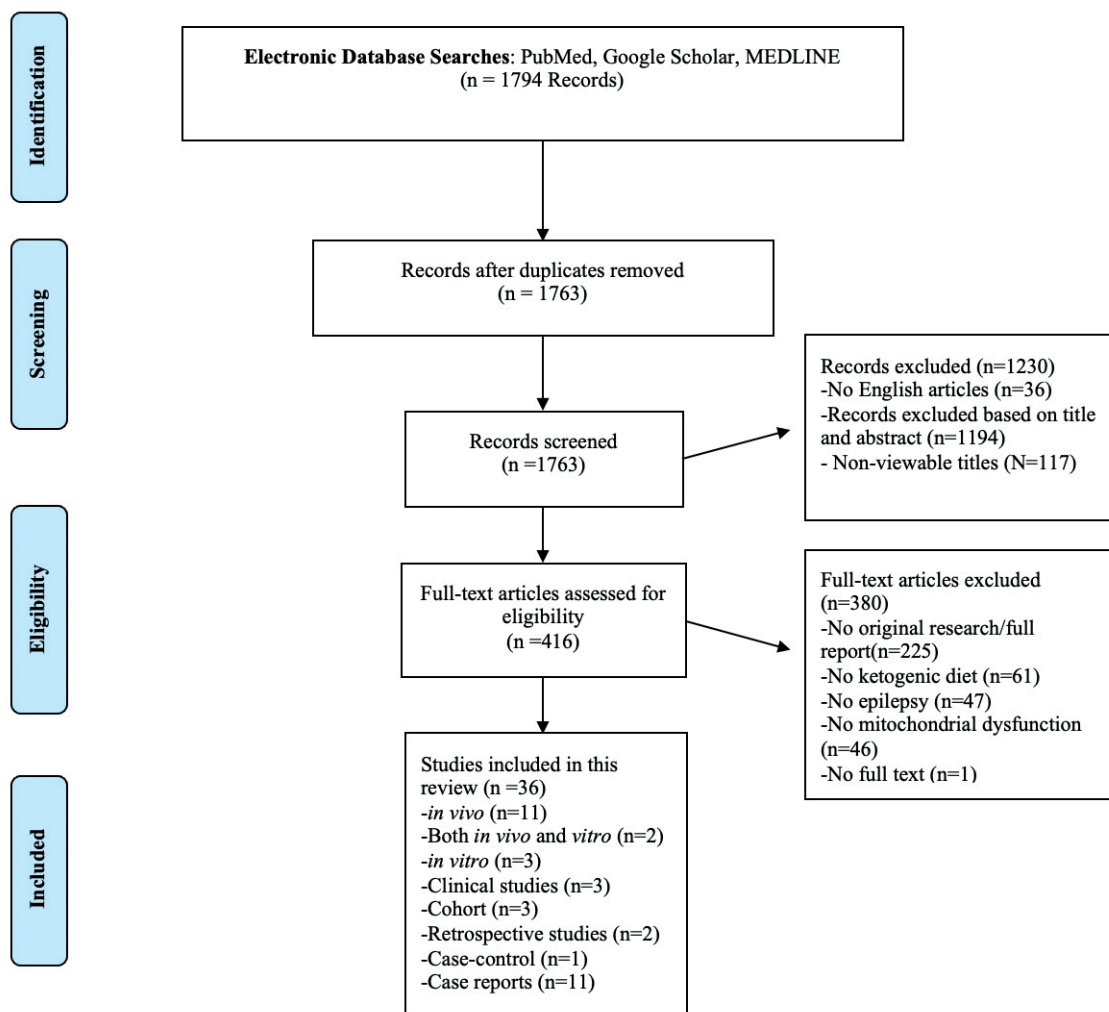 Identification
Electronic Database Searches: PubMed, Google Scholar, MEDLINE
(n = 1794 Records)
Screening
Records after duplicates removed
(n = 1763)
Records screened
(n =1763)
Records excluded (n=1230)
-No English articles (n=36)
-Records excluded based on title
and abstract (n=1194)
- Non-viewable titles (N=117)
Eligibility
Full-text articles assessed for
eligibility
(n =416)
Full-text articles excluded
(n=380)
-No original research/full
report(n=225)
-No ketogenic diet (n=61)
-No epilepsy (n=47)
-No mitochondrial dysfunction
(n=46)
-No full text (n=1)
Included
Studies included in this
review (n =36)
-in vivo (n=11)
-Both in vivo and vitro (n=2)
-in vitro (n=3)
-Clinical studies (n=3)
-Cohort (n=3)
-Retrospective studies (n=2)
-Case-control (n=1)
-Case reports (n=11)